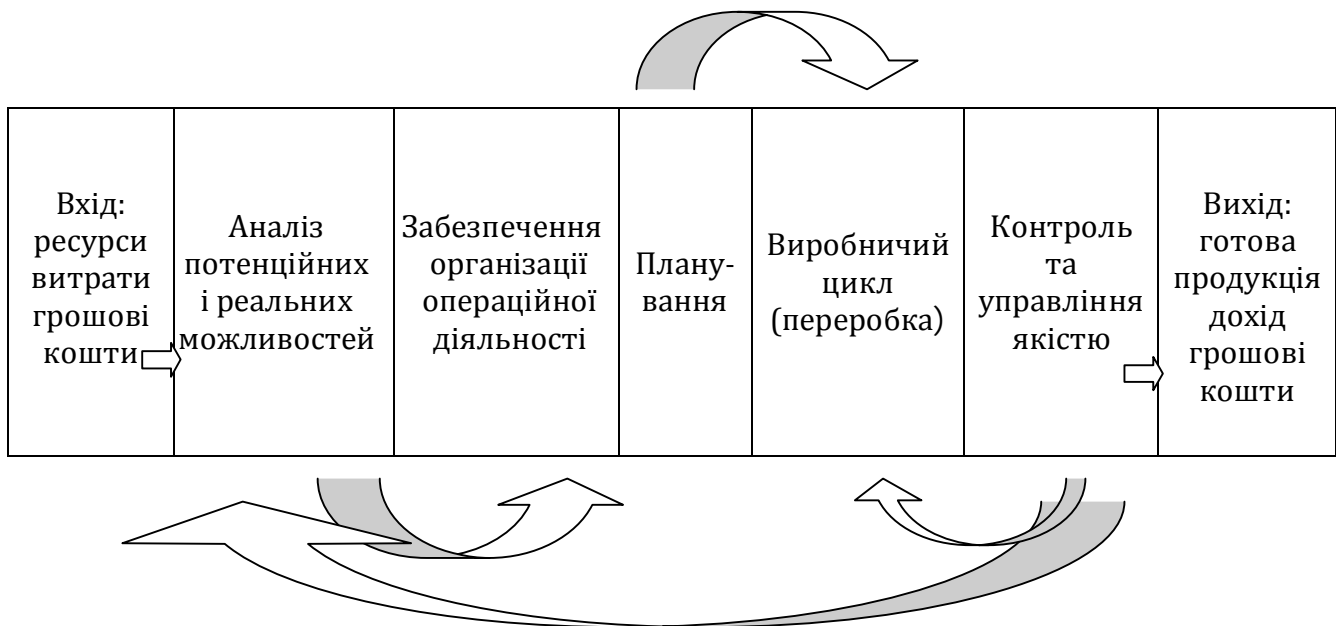 Вхід:
ресурси
витрати
грошові
кошти
Аналіз
потенційних
і реальних
можливостей
Забезпечення
організації
операційної
діяльності
Плану-
вання
Виробничий
цикл
(переробка)
Контроль
та
управління
якістю
Вихід:
готова
продукція
дохід
грошові
кошти